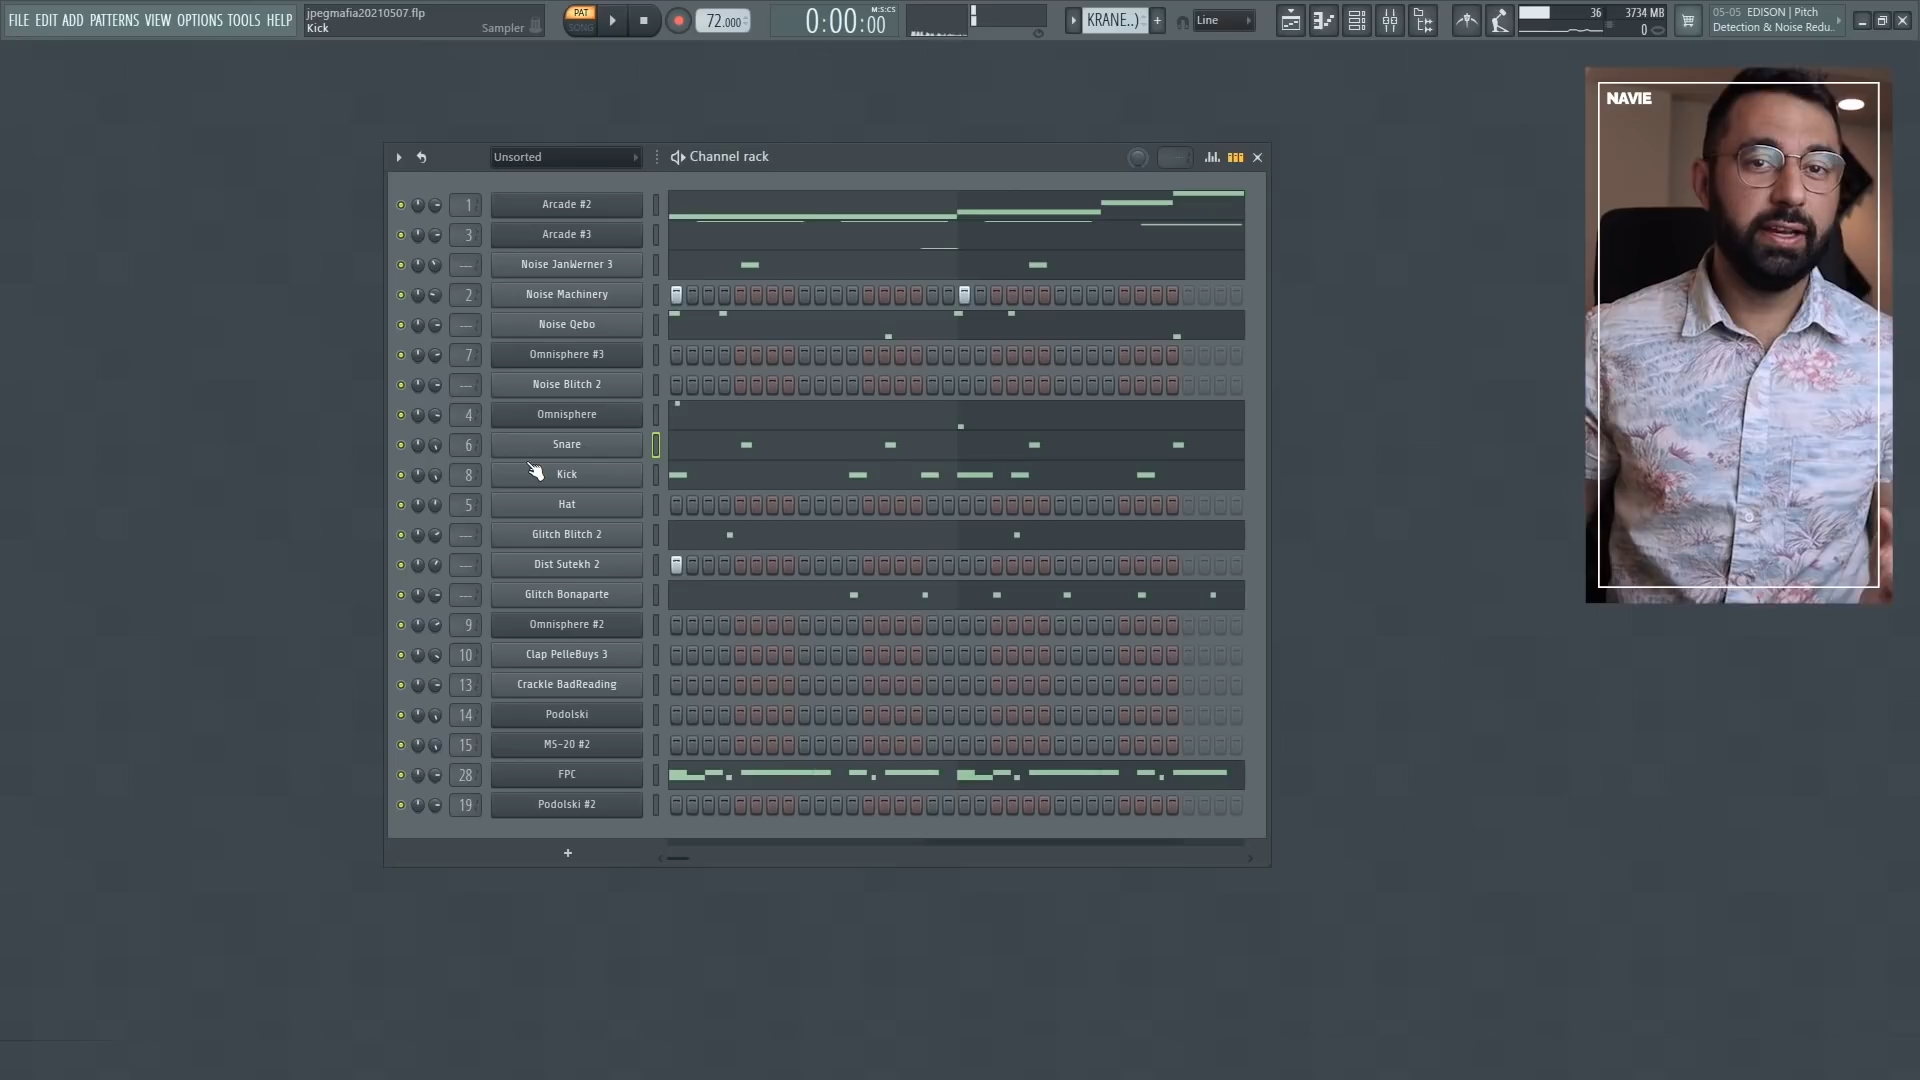 FILE EDIT ADD PATTERNS VIEW OPTIONS TOOLS HELP
jpegmafia20210507.flp
Kick
Sampler
PAT
SONG
72.000
0:00:00
M:S:CS
KRANE..)
+
Line
36
3734 MB
0
05-05 EDISON | Pitch
Detection & Noise Redu..
NAVIE
Unsorted
Channel rack
1 Arcade #2
3 Arcade #3
--- Noise JanWerner 3
2 Noise Machinery
--- Noise Qebo
7 Omnisphere #3
--- Noise Blitch 2
4 Omnisphere
6 Snare
8 Kick
5 Hat
--- Glitch Blitch 2
--- Dist Sutekh 2
--- Glitch Bonaparte
9 Omnisphere #2
10 Clap PelleBuys 3
13 Crackle BadReading
14 Podolski
15 MS-20 #2
28 FPC
19 Podolski #2
+